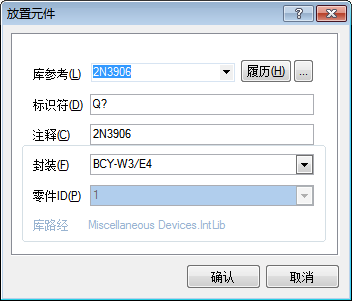 放置元件
库参考(L) 2N3906 履历(H) ...
标识符(D) Q?
注释(C) 2N3906
封装(F) BCY-W3/E4
零件ID(P) 1
库路经 Miscellaneous Devices.IntLib
确认 取消